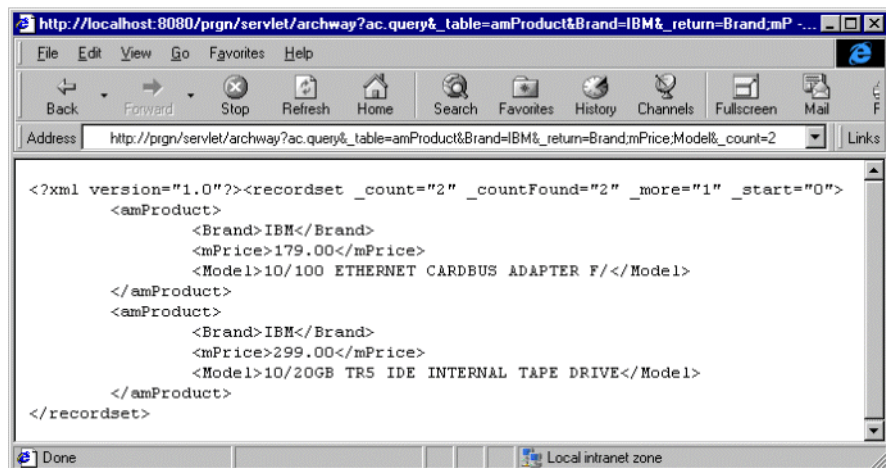 http://localhost:8080/prgn/servlet/archway?ac.query&_table=amProduct&Brand=IBM&_return=Brand;mP -...
File Edit View Go Favorites Help
Back Forward Stop Refresh Home Search Favorites History Channels Fullscreen Mail F
Address http://prgn/servlet/archway?ac.query&_table=amProduct&Brand=IBM&_return=Brand;mPrice;Model&_count=2 Links
<?xml version="1.0"?><recordset _count="2" _countFound="2" _more="1" _start="0">
<amProduct>
<Brand>IBM</Brand>
<mPrice>179.00</mPrice>
<Model>10/100 ETHERNET CARDBUS ADAPTER F/</Model>
</amProduct>
<amProduct>
<Brand>IBM</Brand>
<mPrice>299.00</mPrice>
<Model>10/20GB TR5 IDE INTERNAL TAPE DRIVE</Model>
</amProduct>
</recordset>
Done Local intranet zone